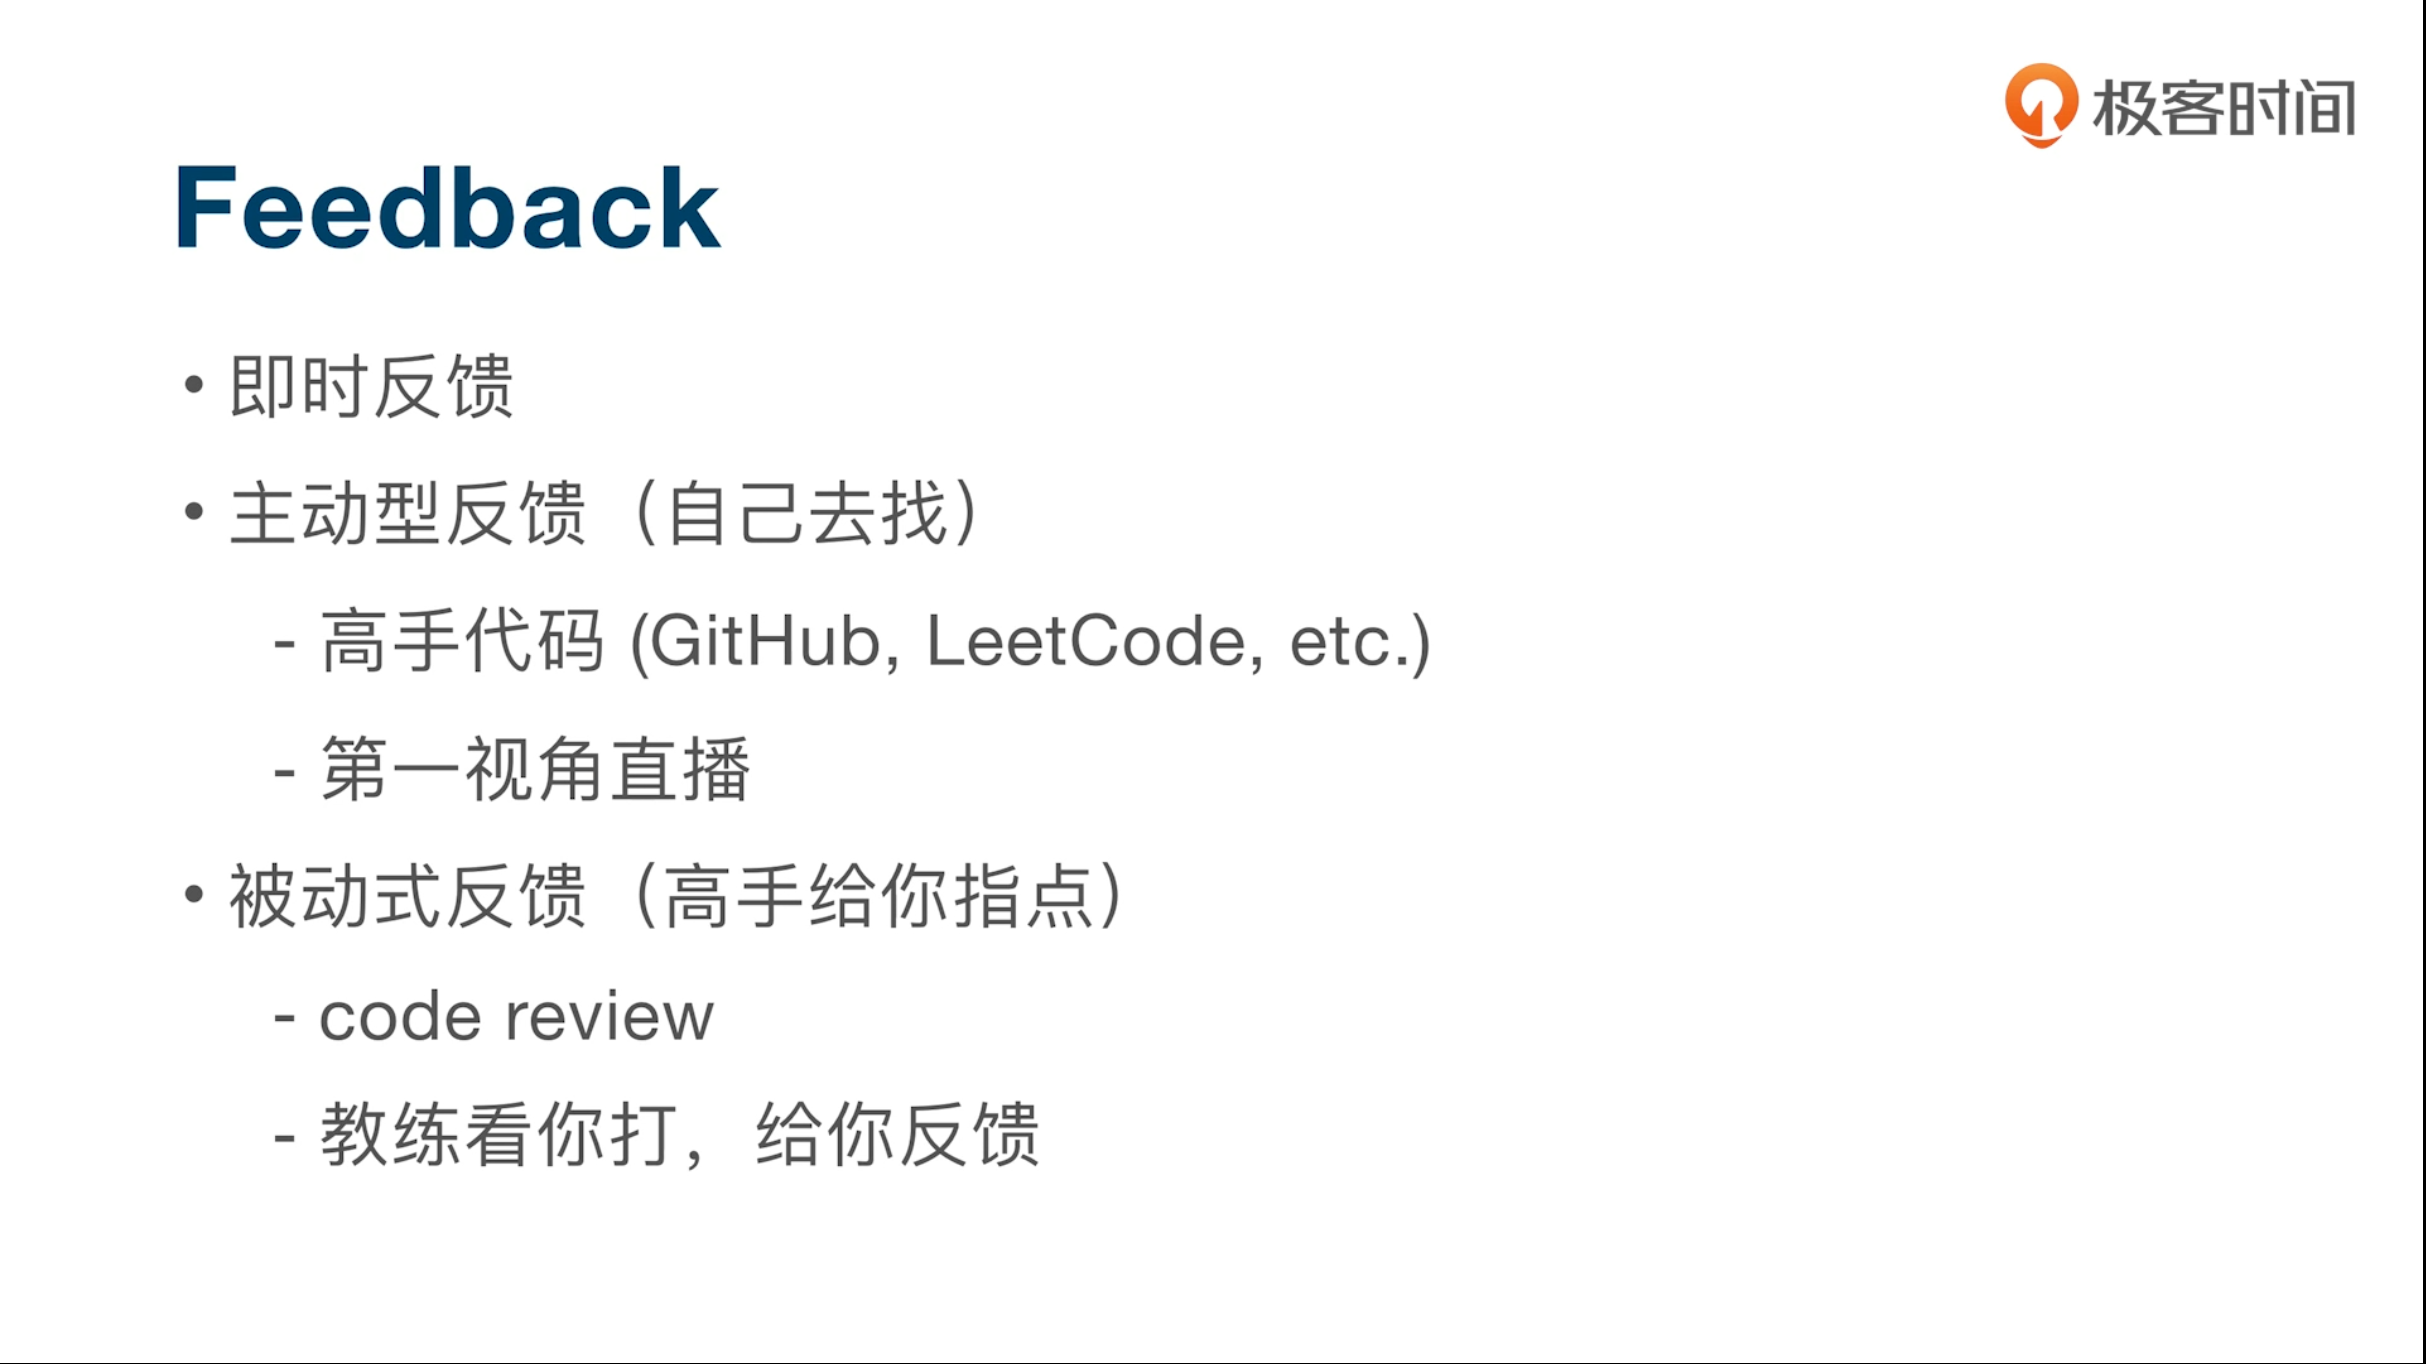 极客时间
Feedback
• 即时反馈
• 主动型反馈（自己去找）
- 高手代码 (GitHub, LeetCode, etc.)
- 第一视角直播
• 被动式反馈（高手给你指点）
- code review
- 教练看你打，给你反馈